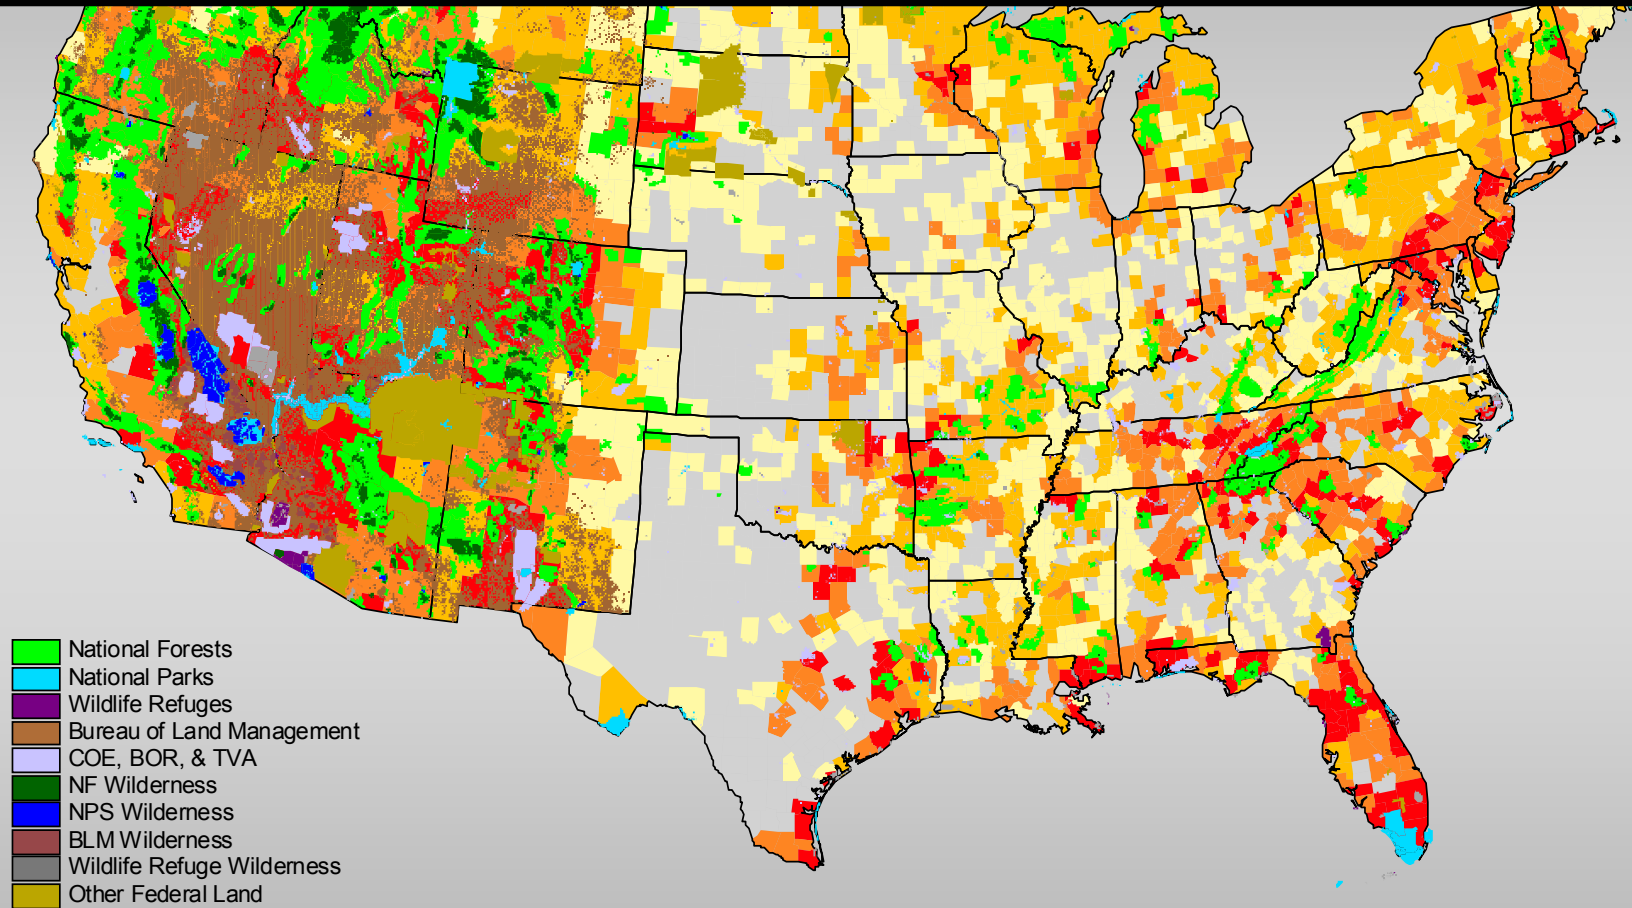 National Forests
National Parks
Wildlife Refuges
Bureau of Land Management
COE, BOR, & TVA
NF Wilderness
NPS Wilderness
BLM Wilderness
Wildlife Refuge Wilderness
Other Federal Land